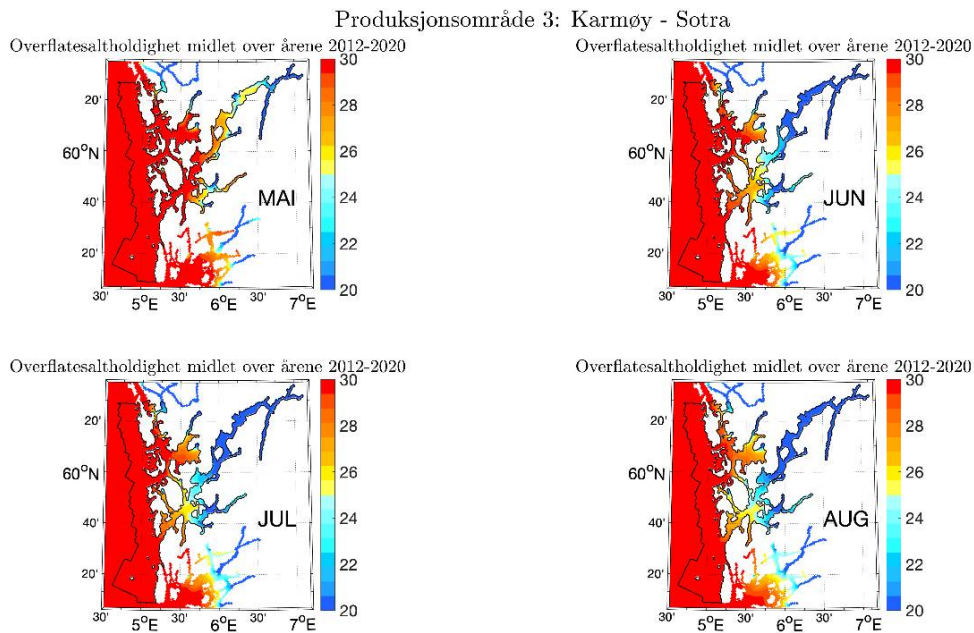 Produksjonsområde 3: Karmøy - Sotra
Overflatesaltholdighet midlet over årene 2012-2020
30
28
26
24
22
20
20'
60°N
40'
20'
MAI
30'
5°E
30'
6°E
30'
7°E
Overflatesaltholdighet midlet over årene 2012-2020
30
28
26
24
22
20
20'
60°N
40'
20'
JUN
30'
5°E
30'
6°E
30'
7°E
Overflatesaltholdighet midlet over årene 2012-2020
30
28
26
24
22
20
20'
60°N
40'
20'
JUL
30'
5°E
30'
6°E
30'
7°E
Overflatesaltholdighet midlet over årene 2012-2020
30
28
26
24
22
20
20'
60°N
40'
20'
AUG
30'
5°E
30'
6°E
30'
7°E